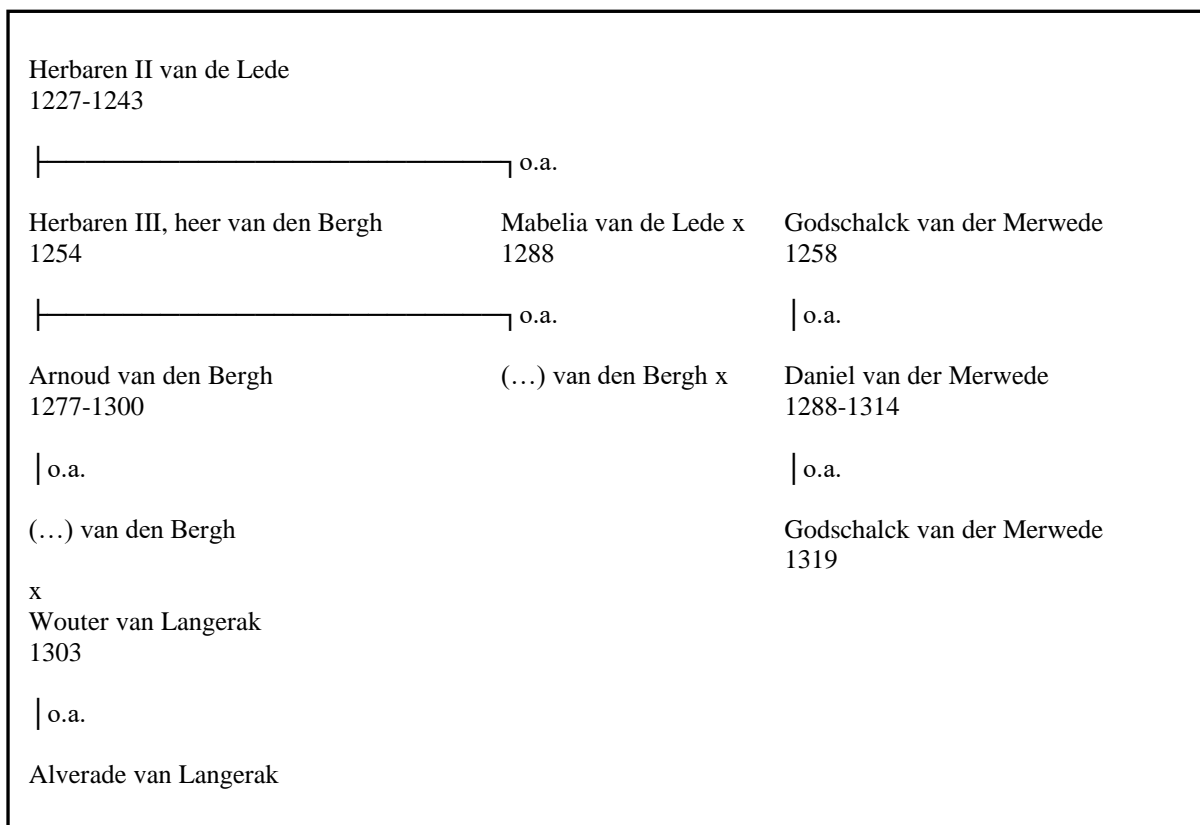 Herbaren II van de Lede
1227-1243
o.a.
Herbaren III, heer van den Bergh Mabelia van de Lede x Godschalck van der Merwede
1254 1288 1258
o.a. o.a.
Arnoud van den Bergh (…) van den Bergh x Daniel van der Merwede
1277-1300 1288-1314
o.a. o.a.
(…) van den Bergh Godschalck van der Merwede
1319
x
Wouter van Langerak
1303
o.a.
Alverade van Langerak